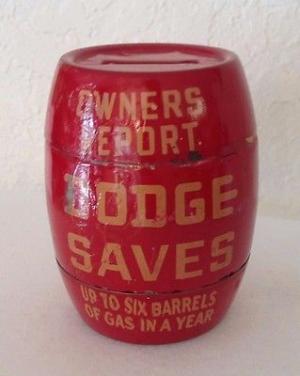 OWNERS
REPORT
DODGE
SAVES
UP TO SIX BARRELS
OF GAS IN A YEAR